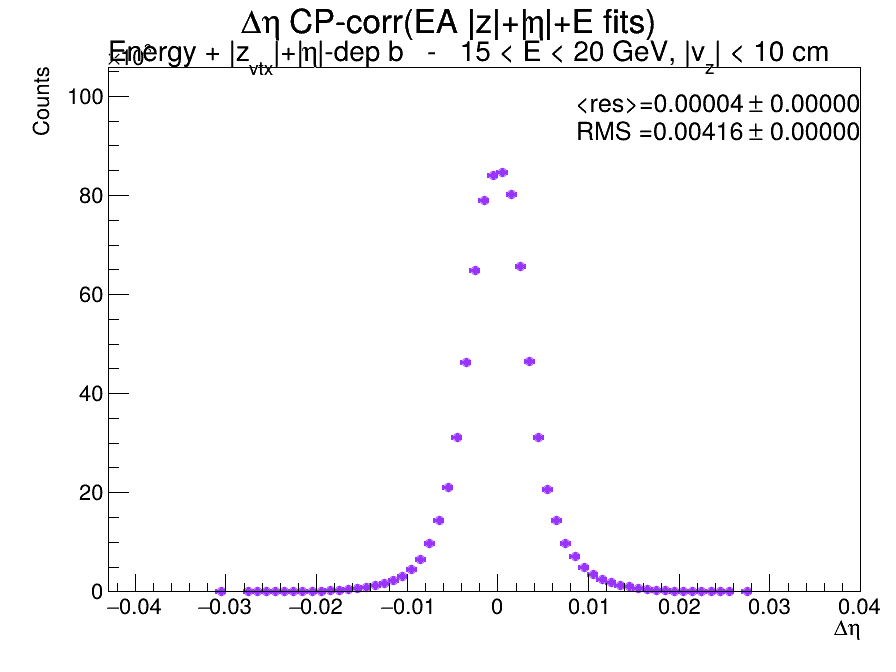 Δη CP-corr(EA |z|+|η|+E fits)
Energy + |z_vtx|+|η|-dep b - 15 < E < 20 GeV, |v_z| < 10 cm
Counts
<res>=0.00004 ± 0.00000
RMS =0.00416 ± 0.00000
100
80
60
40
20
0
−0.04 −0.03 −0.02 −0.01 0 0.01 0.02 0.03 0.04
Δη